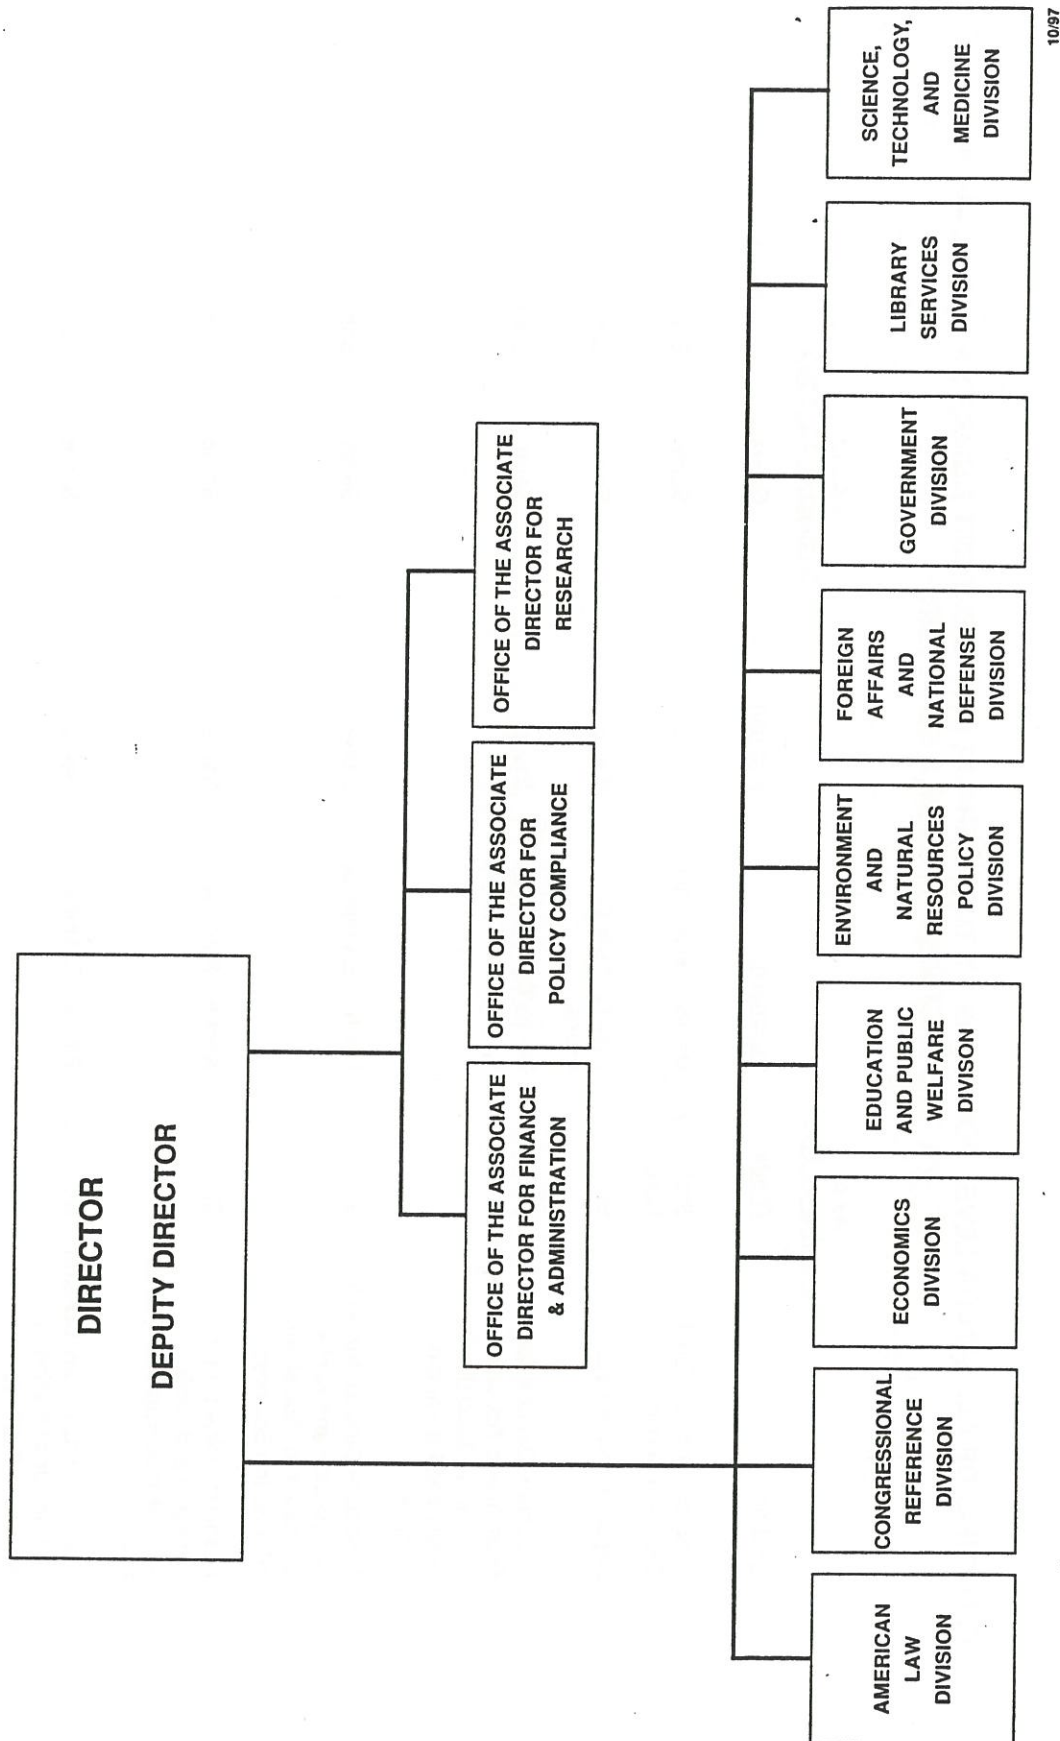 DIRECTOR
DEPUTY DIRECTOR
OFFICE OF THE ASSOCIATE
DIRECTOR FOR FINANCE
& ADMINISTRATION
OFFICE OF THE ASSOCIATE
DIRECTOR FOR
POLICY COMPLIANCE
OFFICE OF THE ASSOCIATE
DIRECTOR FOR
RESEARCH
AMERICAN
LAW
DIVISION
CONGRESSIONAL
REFERENCE
DIVISION
ECONOMICS
DIVISION
EDUCATION
AND PUBLIC
WELFARE
DIVISON
ENVIRONMENT
AND
NATURAL
RESOURCES
POLICY
DIVISION
FOREIGN
AFFAIRS
AND
NATIONAL
DEFENSE
DIVISION
GOVERNMENT
DIVISION
LIBRARY
SERVICES
DIVISION
SCIENCE,
TECHNOLOGY,
AND
MEDICINE
DIVISION
10/97